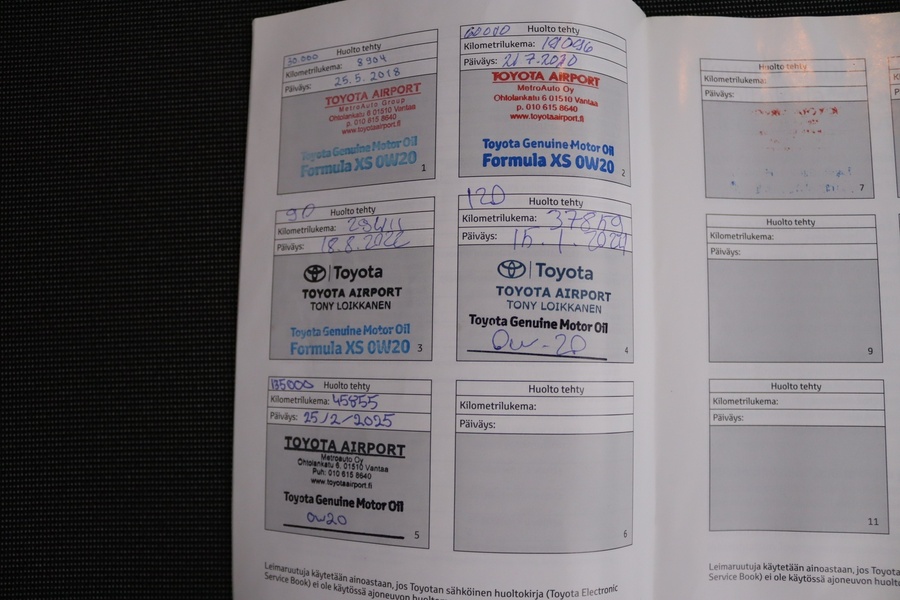 30.000 Huolto tehty
Kilometrilukema: 8904
Päiväys: 25.5.2018
TOYOTA AIRPORT
MetroAuto Group
Ohtolankatu 6 01510 Vantaa
p. 010 615 8640
www.toyotaairport.fi
Toyota Genuine Motor Oil
Formula XS 0W20
1
60000 Huolto tehty
Kilometrilukema: 19096
Päiväys: 21.7.2020
TOYOTA AIRPORT
MetroAuto Oy
Ohtolankatu 6 01510 Vantaa
p. 010 615 8640
www.toyotaairport.fi
Toyota Genuine Motor Oil
Formula XS 0W20
2
90 Huolto tehty
Kilometrilukema:
Päiväys: 18.8.2022
Toyota
TOYOTA AIRPORT
TONY LOIKKANEN
Toyota Genuine Motor Oil
Formula XS 0W20
3
120 Huolto tehty
Kilometrilukema: 37859
Päiväys: 15.1.2024
Toyota
TOYOTA AIRPORT
TONY LOIKKANEN
Toyota Genuine Motor Oil
0w-20
4
135000 Huolto tehty
Kilometrilukema: 45855
Päiväys: 25/2/2025
TOYOTA AIRPORT
Metroauto Oy
Ohtolankatu 6, 01510 Vantaa
Puh: 010 615 8640
www.toyotaairport.fi
Toyota Genuine Motor Oil
0w20
5
Huolto tehty
Kilometrilukema:
Päiväys:
6
Leimaruutuja käytetään ainoastaan, jos Toyotan sähköinen huoltokirja (Toyota Electronic
Service Book) ei ole käytössä ajoneuvon
Huolto tehty
Kilometrilukema:
Päiväys:
7
Huolto tehty
Kilometrilukema:
Päiväys:
9
Huolto tehty
Kilometrilukema:
Päiväys:
11
Leimaruutuja käytetään ainoastaan, jos
Service Book) ei ole käytössä ajoneuvon